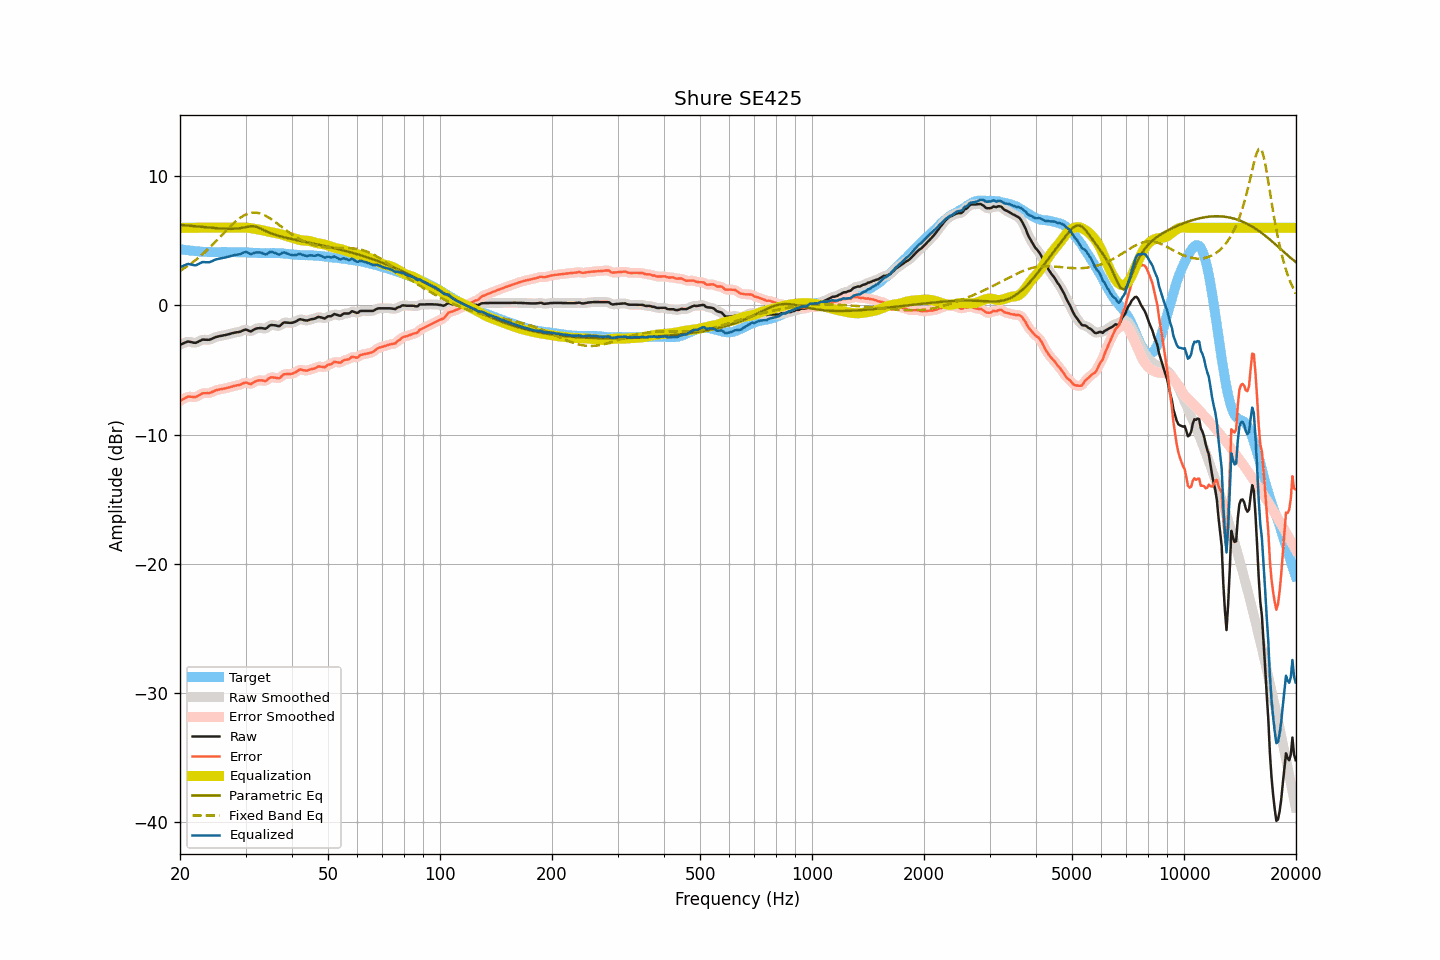 Shure SE425
Amplitude (dBr)
10
0
−10
−20
−30
−40
Target
Raw Smoothed
Error Smoothed
Raw
Error
Equalization
Parametric Eq
Fixed Band Eq
Equalized
20 50 100 200 500 1000 2000 5000 10000 20000
Frequency (Hz)